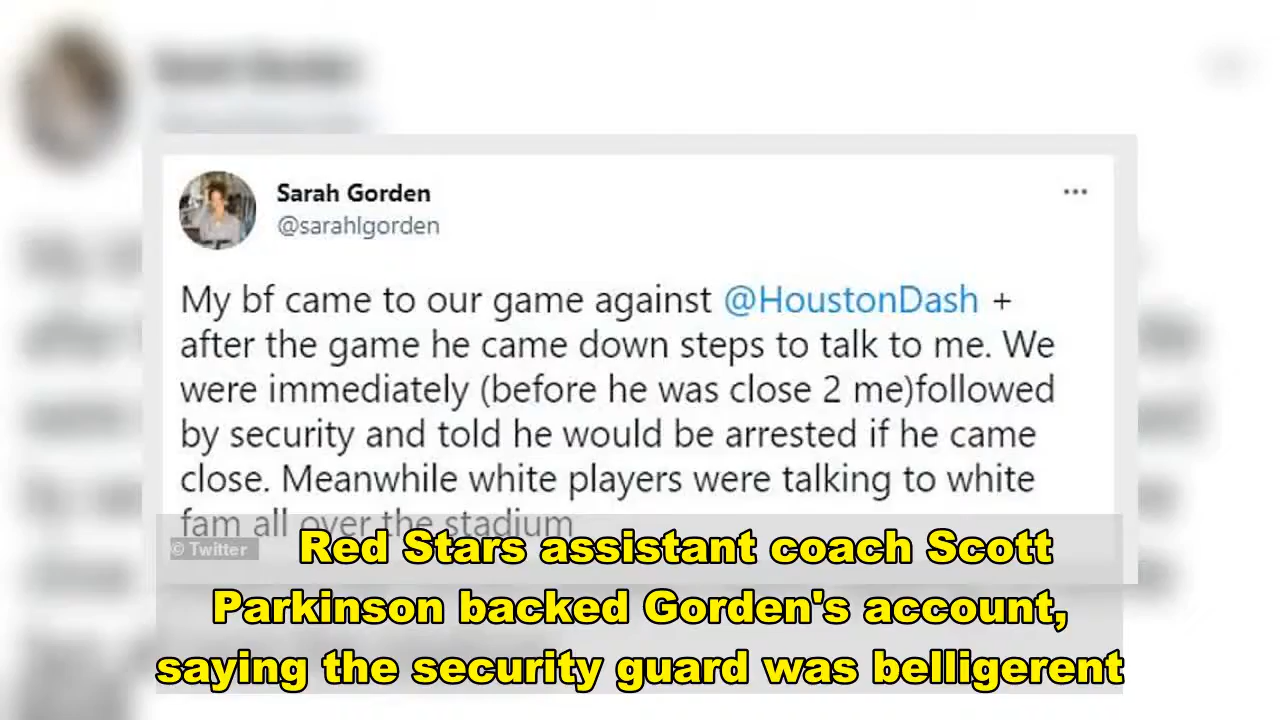 Sarah Gorden
@sarahlgorden
My bf came to our game against @HoustonDash +
after the game he came down steps to talk to me. We
were immediately (before he was close 2 me)followed
by security and told he would be arrested if he came
close. Meanwhile white players were talking to white
fam all over the stadium
© Twitter
Red Stars assistant coach Scott
Parkinson backed Gorden's account,
saying the security guard was belligerent